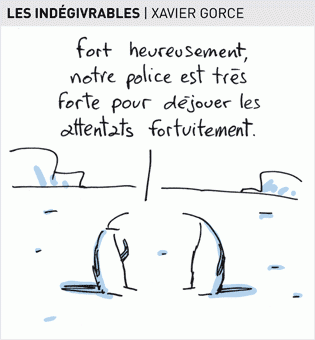 LES INDÉGIVRABLES | XAVIER GORCE
fort heureusement,
notre police est très
forte pour déjouer les
attentats fortuitement.